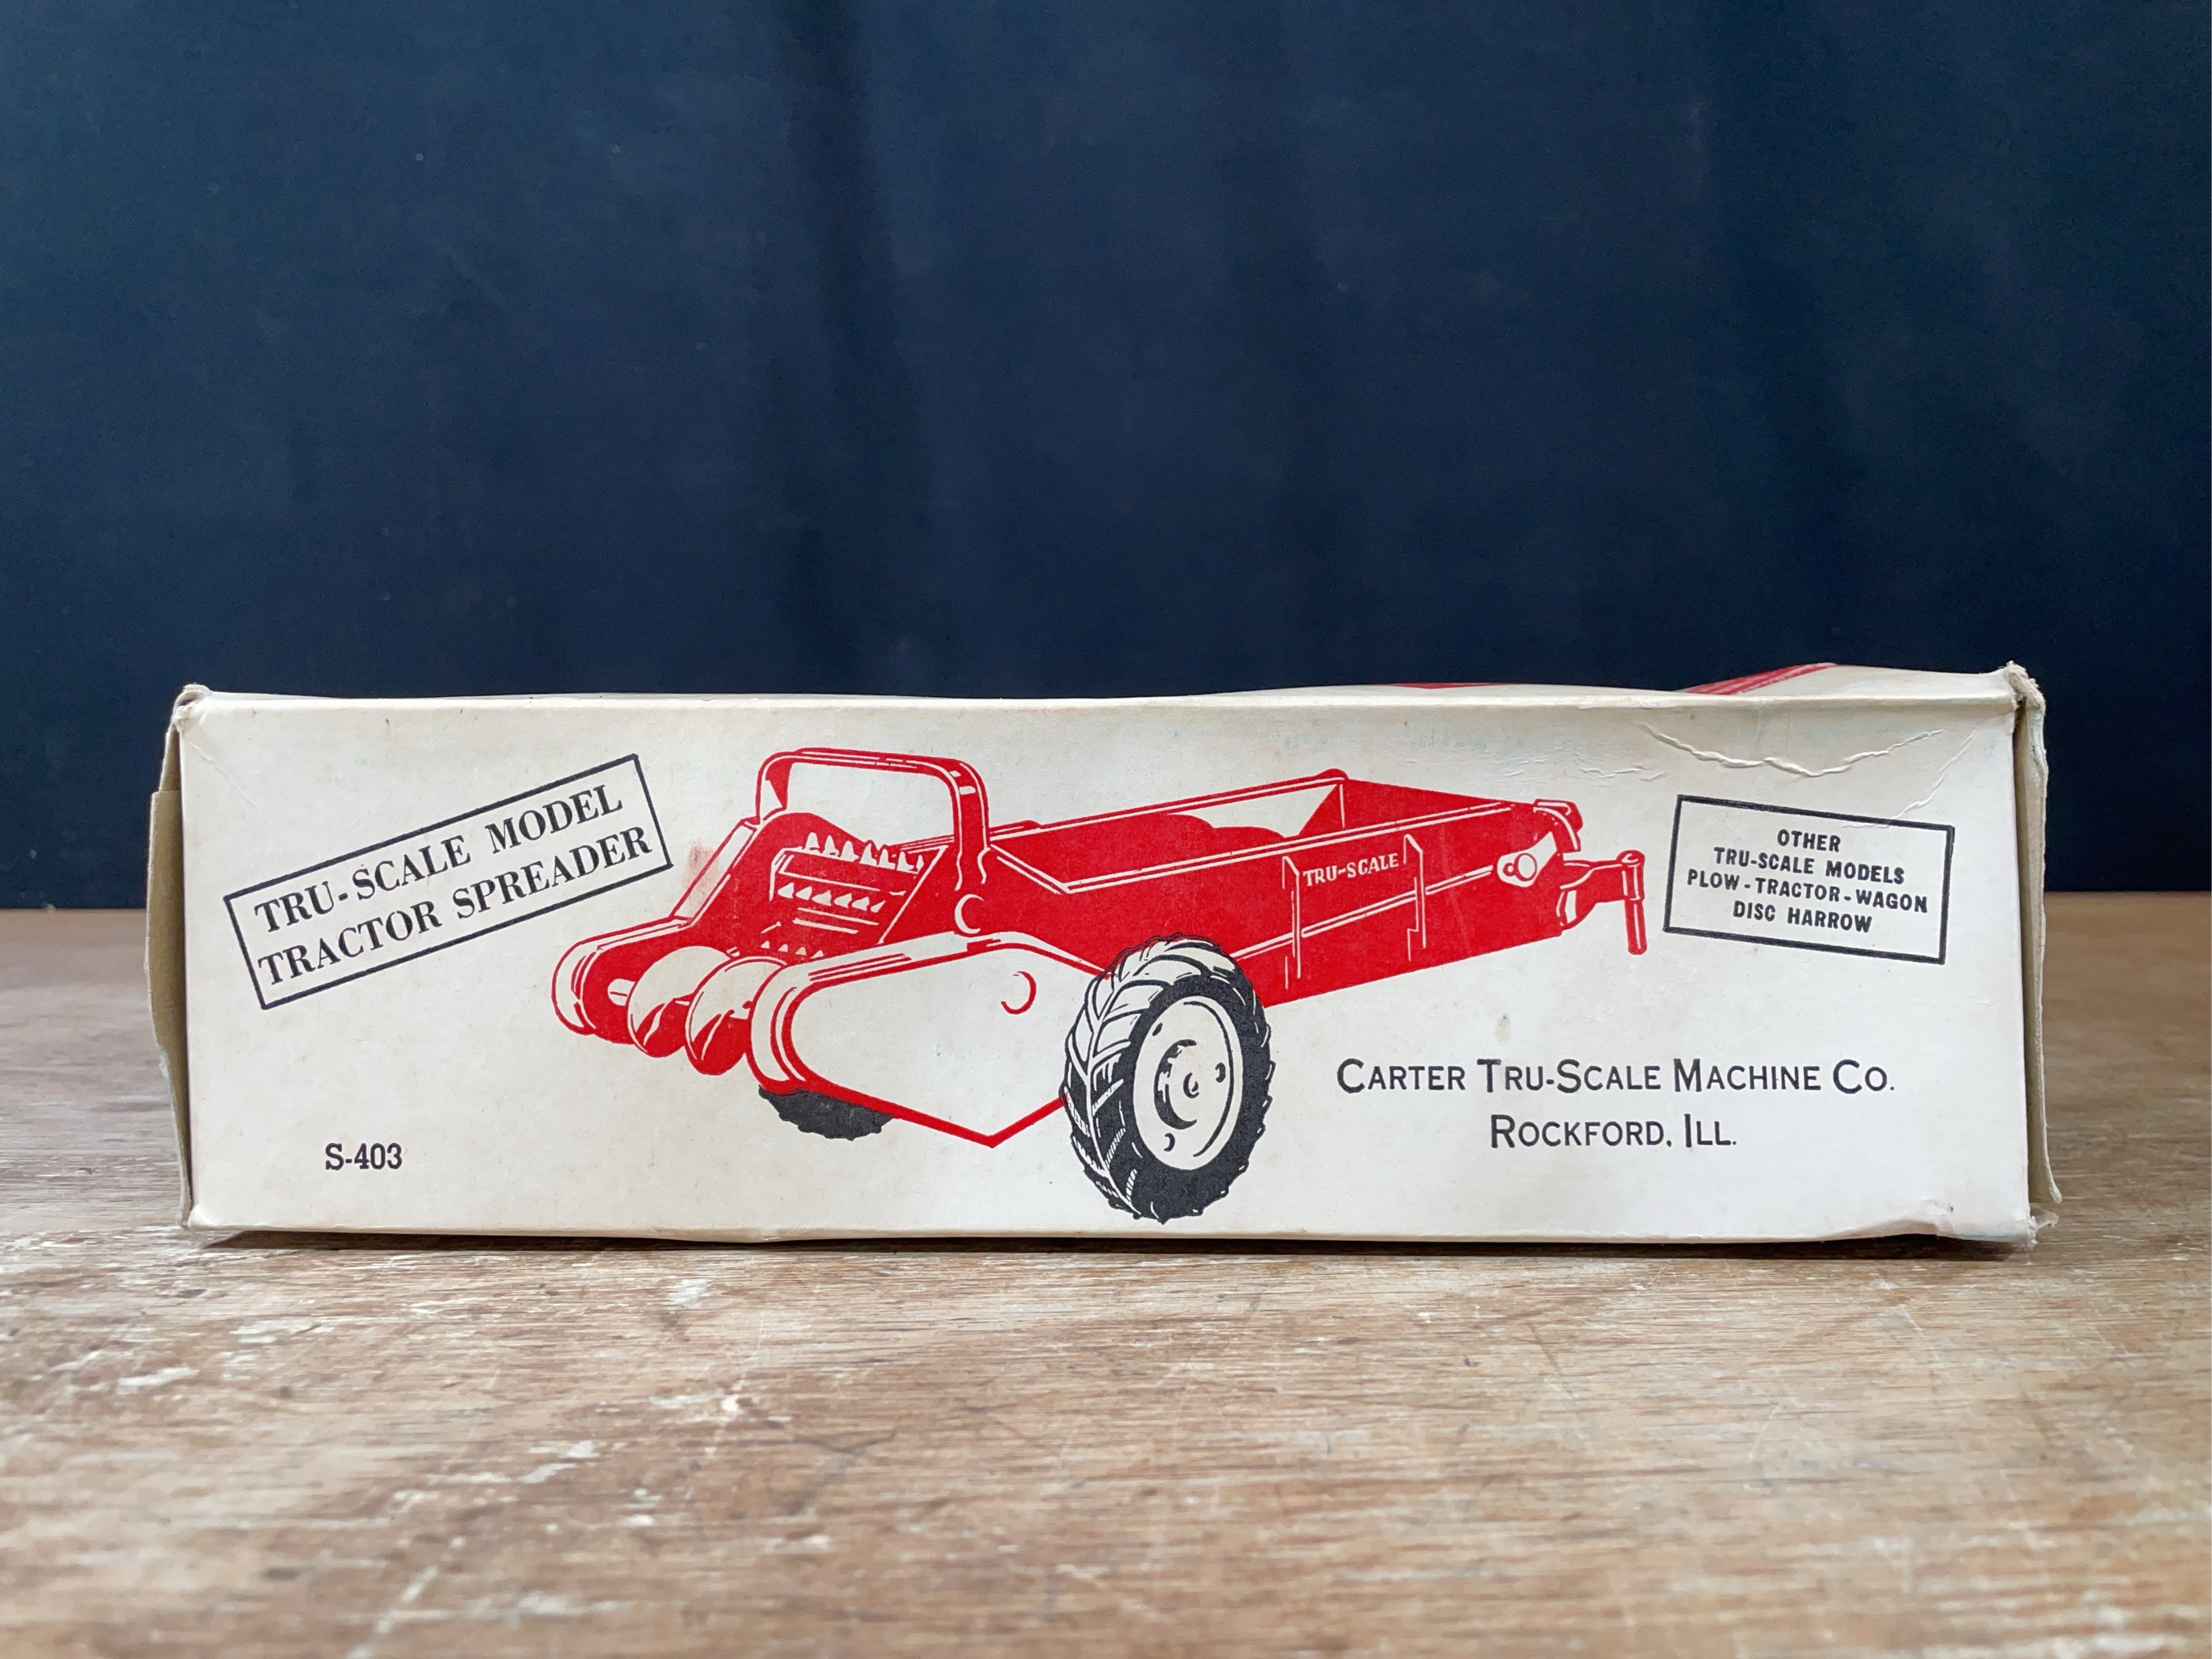 TRU-SCALE MODEL
TRACTOR SPREADER
TRU-SCALE
OTHER
TRU-SCALE MODELS
PLOW-TRACTOR-WAGON
DISC HARROW
CARTER TRU-SCALE MACHINE CO.
ROCKFORD, ILL.
S-403